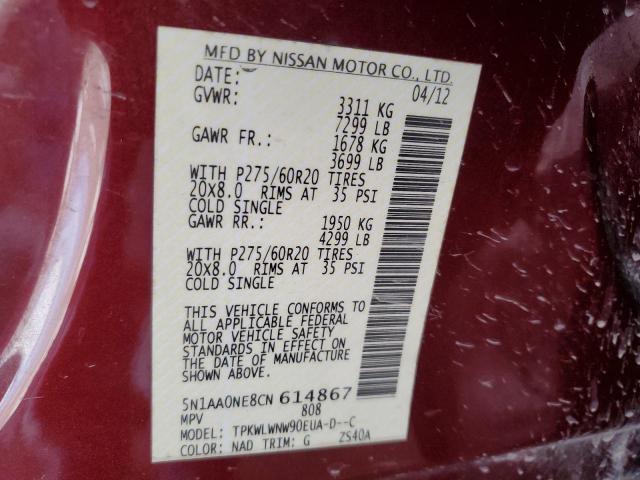 MFD BY NISSAN MOTOR CO., LTD.
DATE: 04/12
GVWR: 3311 KG
7299 LB
GAWR FR.: 1678 KG
3699 LB
WITH P275/60R20 TIRES
20X8.0 RIMS AT 35 PSI
COLD SINGLE
GAWR RR.: 1950 KG
4299 LB
WITH P275/60R20 TIRES
20X8.0 RIMS AT 35 PSI
COLD SINGLE
THIS VEHICLE CONFORMS TO
ALL APPLICABLE FEDERAL
MOTOR VEHICLE SAFETY
STANDARDS IN EFFECT ON
THE DATE OF MANUFACTURE
SHOWN ABOVE.
5N1AA0NE8CN 614867
MPV 808
MODEL: TPKWLWNW90EUA-D--C
COLOR: NAD TRIM: G ZS40A